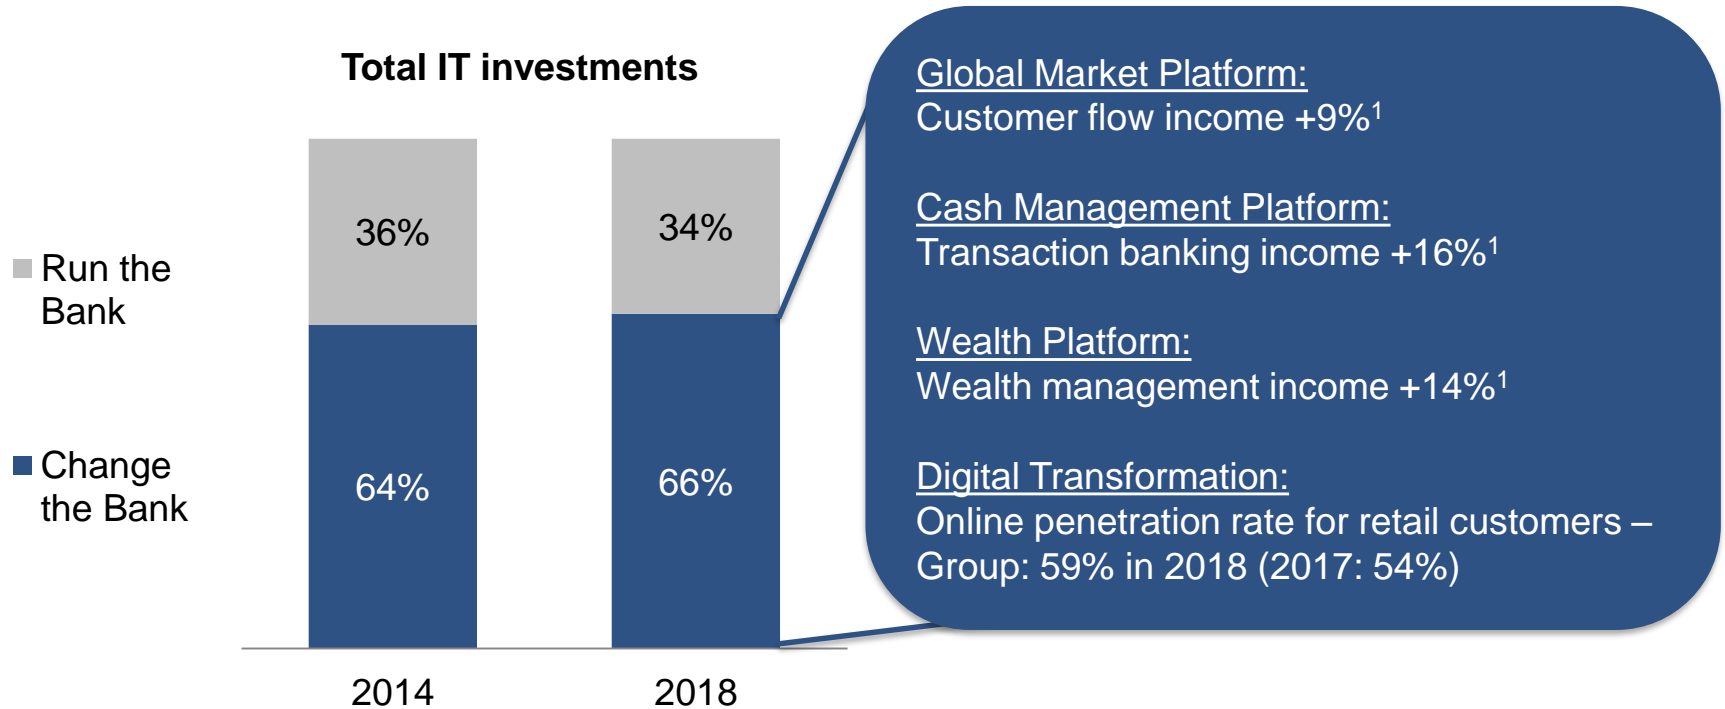 Total IT investments
36%
34%
Run the
Bank
Change
the Bank
64%
66%
2014
2018
Global Market Platform:
Customer flow income +9%¹
Cash Management Platform:
Transaction banking income +16%¹
Wealth Platform:
Wealth management income +14%¹
Digital Transformation:
Online penetration rate for retail customers –
Group: 59% in 2018 (2017: 54%)